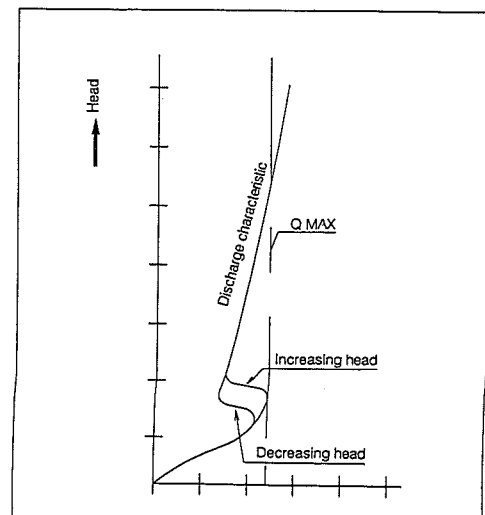 Head
Discharge characteristic
Q MAX
Increasing head
Decreasing head